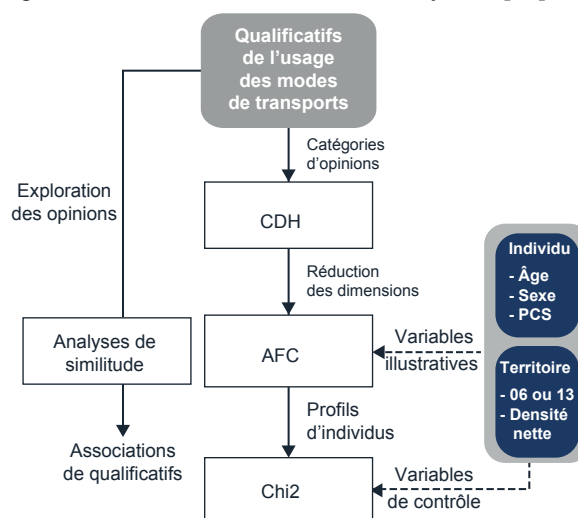 Qualificatifs
de l'usage
des modes
de transports
Catégories
d'opinions
Exploration
des opinions
CDH
Réduction
des dimensions
Analyses de
similitude
AFC
Variables
illustratives
Individu
- Âge
- Sexe
- PCS
Territoire
- 06 ou 13
- Densité
nette
Profils
d'individus
Associations
de qualificatifs
Chi2
Variables
de contrôle